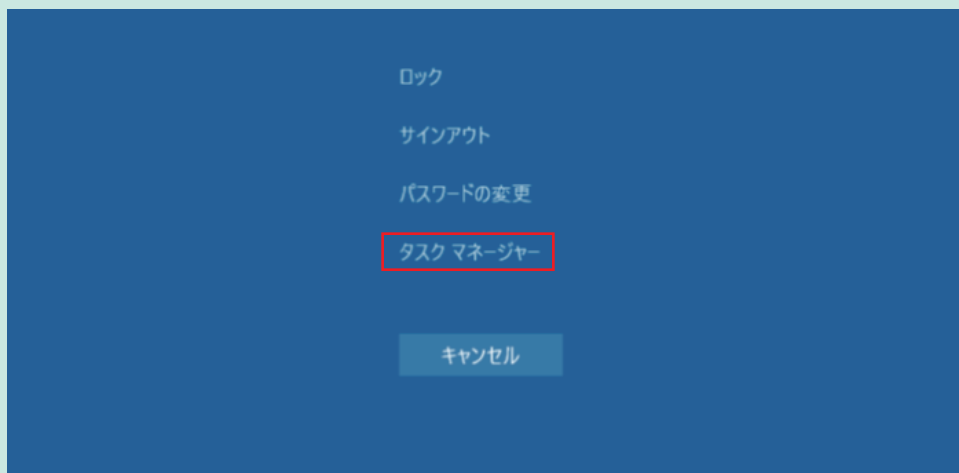 ロック
サインアウト
パスワードの変更
タスク マネージャー
キャンセル